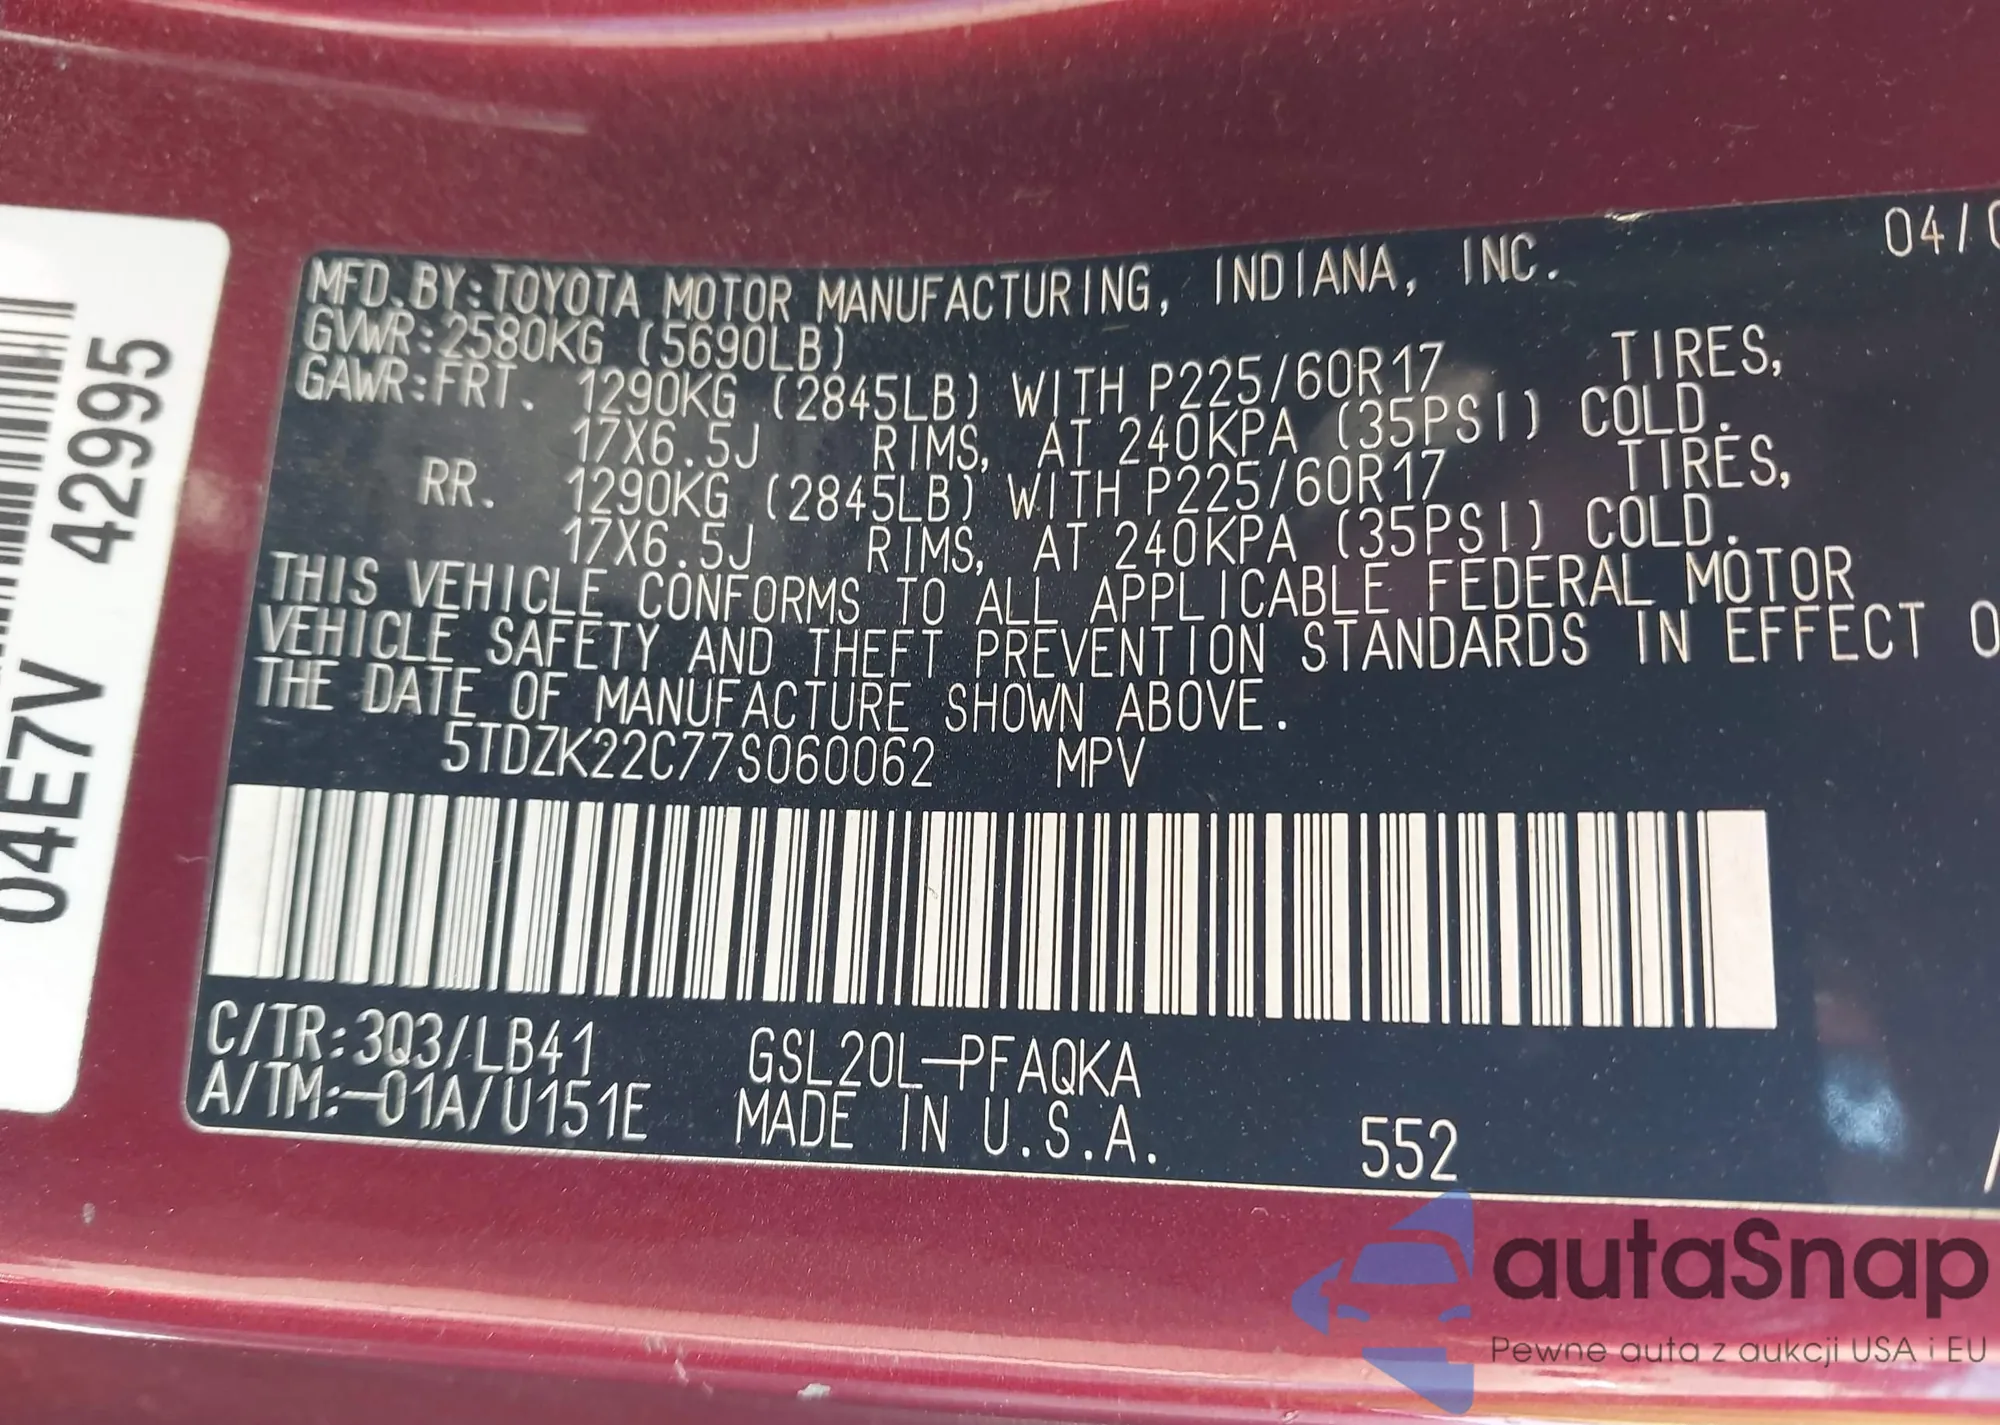 MFD. BY: TOYOTA MOTOR MANUFACTURING, INDIANA, INC. 04/
GVWR: 2580KG (5690LB)
GAWR: FRT. 1290KG (2845LB) WITH P225/60R17 TIRES,
17X6.5J RIMS, AT 240KPA (35PSI) COLD.
RR. 1290KG (2845LB) WITH P225/60R17 TIRES,
17X6.5J RIMS, AT 240KPA (35PSI) COLD.
THIS VEHICLE CONFORMS TO ALL APPLICABLE FEDERAL MOTOR
VEHICLE SAFETY AND THEFT PREVENTION STANDARDS IN EFFECT O
THE DATE OF MANUFACTURE SHOWN ABOVE.
5TDZK22C77S060062 MPV
C/TR: 3Q3/LB41 GSL20L-PFAQKA
A/TM:-01A/U151E MADE IN U.S.A. 552
04E7V 42995
autaSnap
Pewne auta z aukcji USA i EU